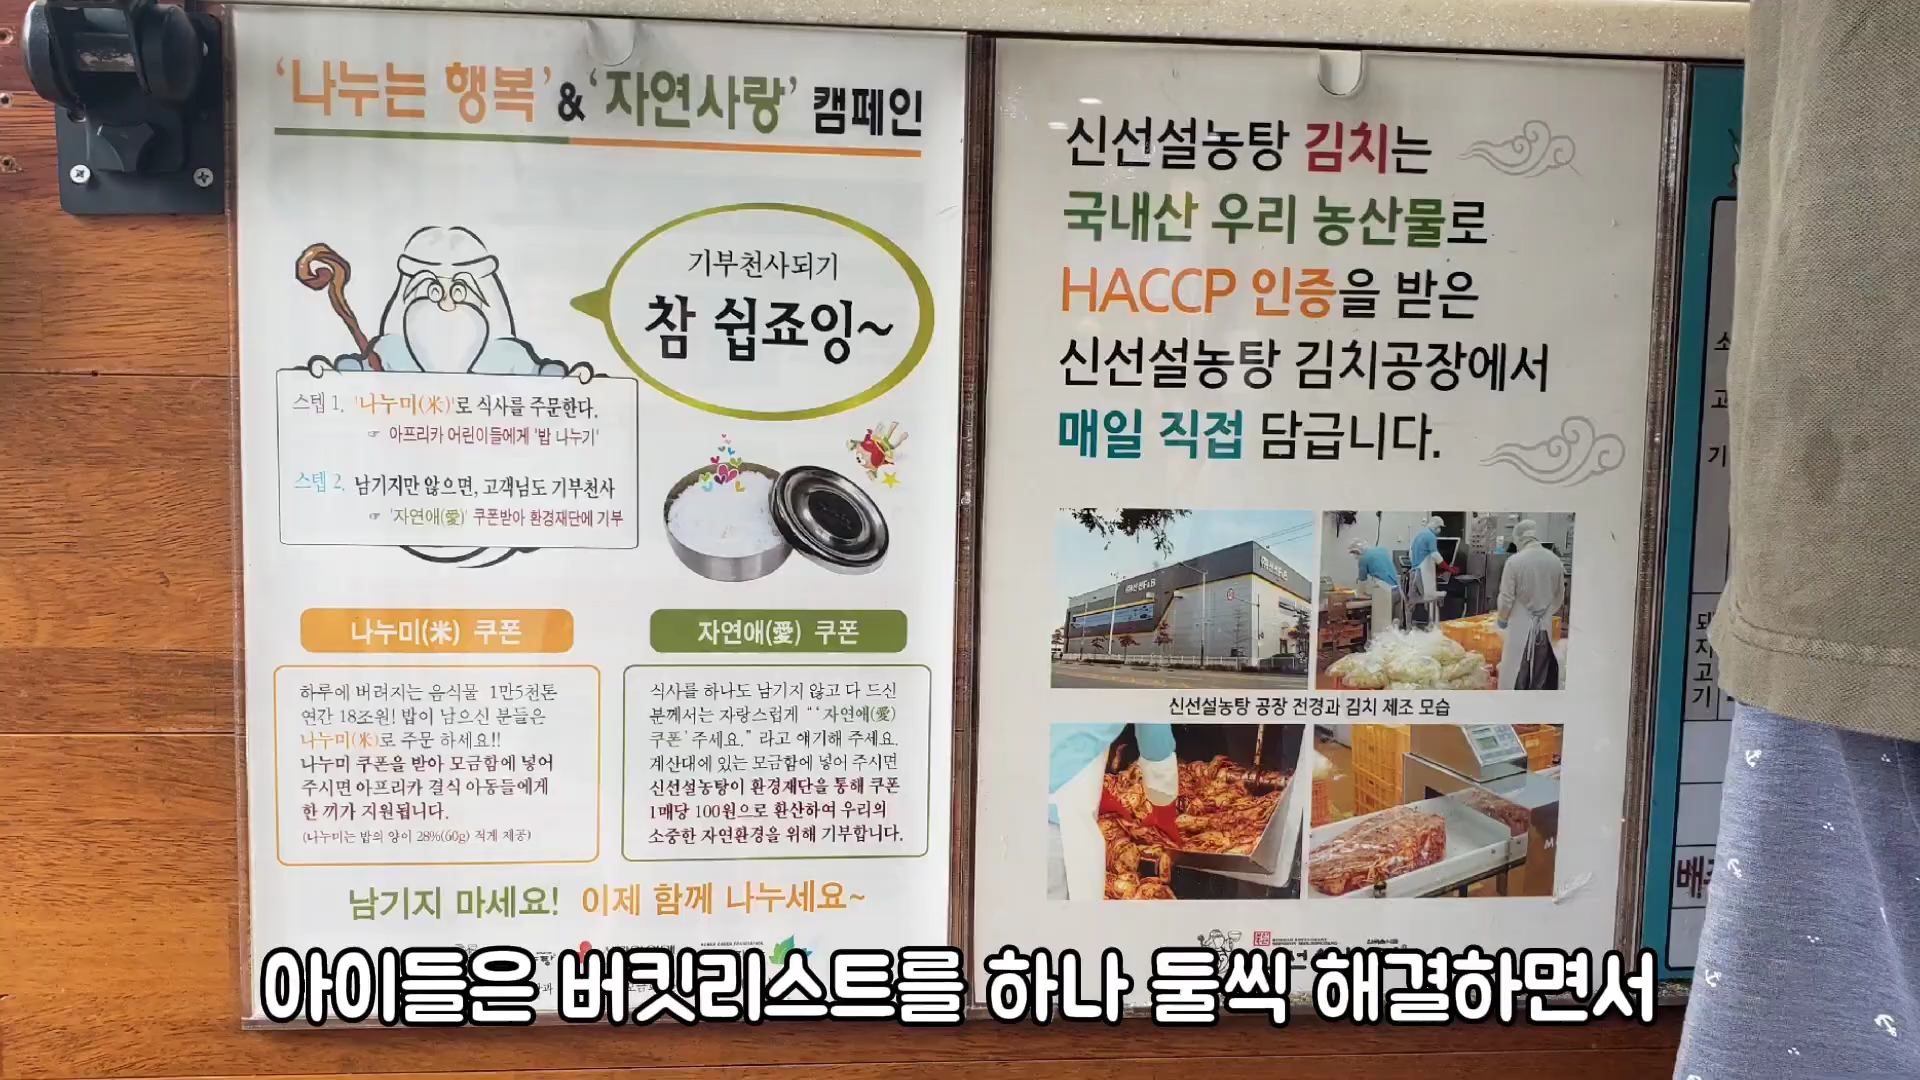 '나누는 행복' & '자연사랑' 캠페인
기부천사되기
참 쉽죠잉~
스텝 1. '나누미(米)'로 식사를 주문한다.
☞ 아프리카 어린이들에게 '밥 나누기'
스텝 2. 남기지만 않으면, 고객님도 기부천사
☞ '자연애(愛)' 쿠폰받아 환경재단에 기부
나누미(米) 쿠폰
하루에 버려지는 음식물 1만5천톤
연간 18조원! 밥이 남으신 분들은
나누미(米)로 주문 하세요!!
나누미 쿠폰을 받아 모금함에 넣어
주시면 아프리카 결식 아동들에게
한 끼가 지원됩니다.
(나누미는 밥의 양이 28%(60g) 적게 제공)
자연애(愛) 쿠폰
식사를 하나도 남기지 않고 다 드신
분께서는 자랑스럽게 "'자연애(愛)
쿠폰' 주세요." 라고 얘기해 주세요.
계산대에 있는 모금함에 넣어 주시면
신선설농탕이 환경재단을 통해 쿠폰
1매당 100원으로 환산하여 우리의
소중한 자연환경을 위해 기부합니다.
남기지 마세요! 이제 함께 나누세요~
신선설농탕 김치는
국내산 우리 농산물로
HACCP 인증을 받은
신선설농탕 김치공장에서
매일 직접 담급니다.
신선설농탕 공장 전경과 김치 제조 모습
돼지고기
아이들은 버킷리스트를 하나 둘씩 해결하면서